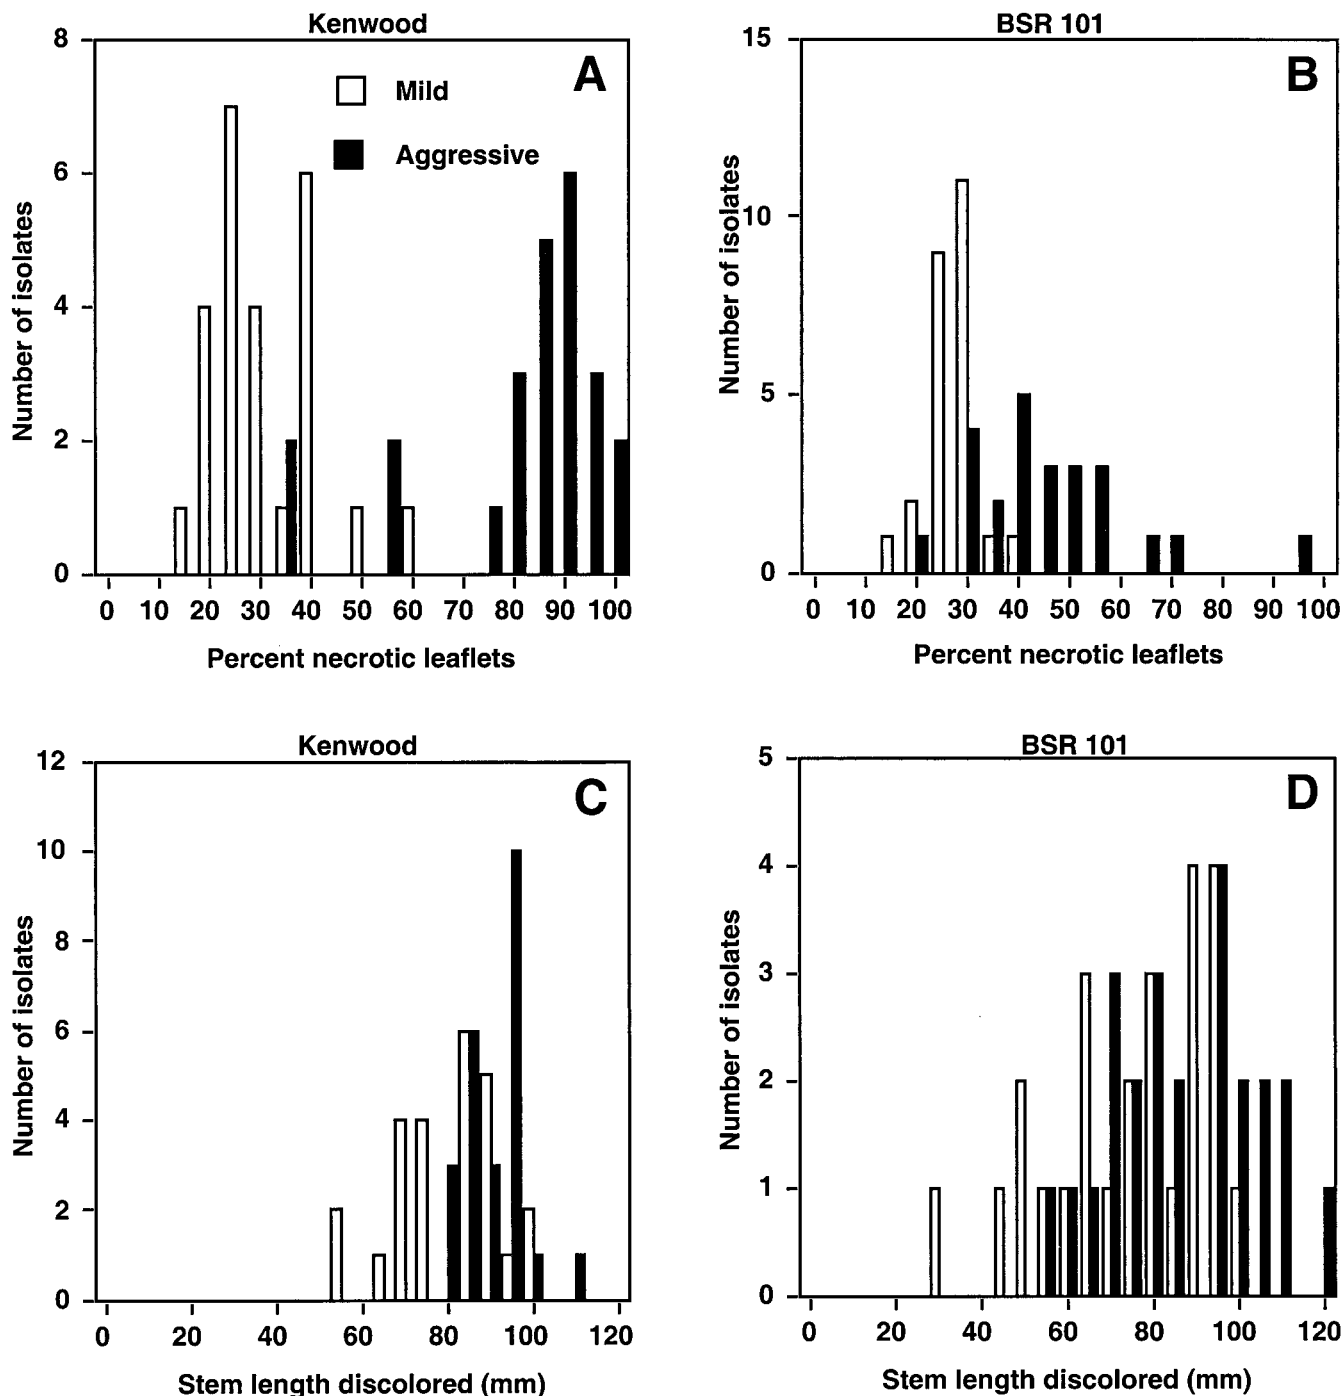 Kenwood
A
Mild
Aggressive
8
6
4
2
0
Number of isolates
0 10 20 30 40 50 60 70 80 90 100
Percent necrotic leaflets
BSR 101
B
15
10
5
0
Number of isolates
0 10 20 30 40 50 60 70 80 90 100
Percent necrotic leaflets
Kenwood
C
12
10
8
6
4
2
0
Number of isolates
0 20 40 60 80 100 120
Stem length discolored (mm)
BSR 101
D
5
4
3
2
1
0
Number of isolates
0 20 40 60 80 100 120
Stem length discolored (mm)